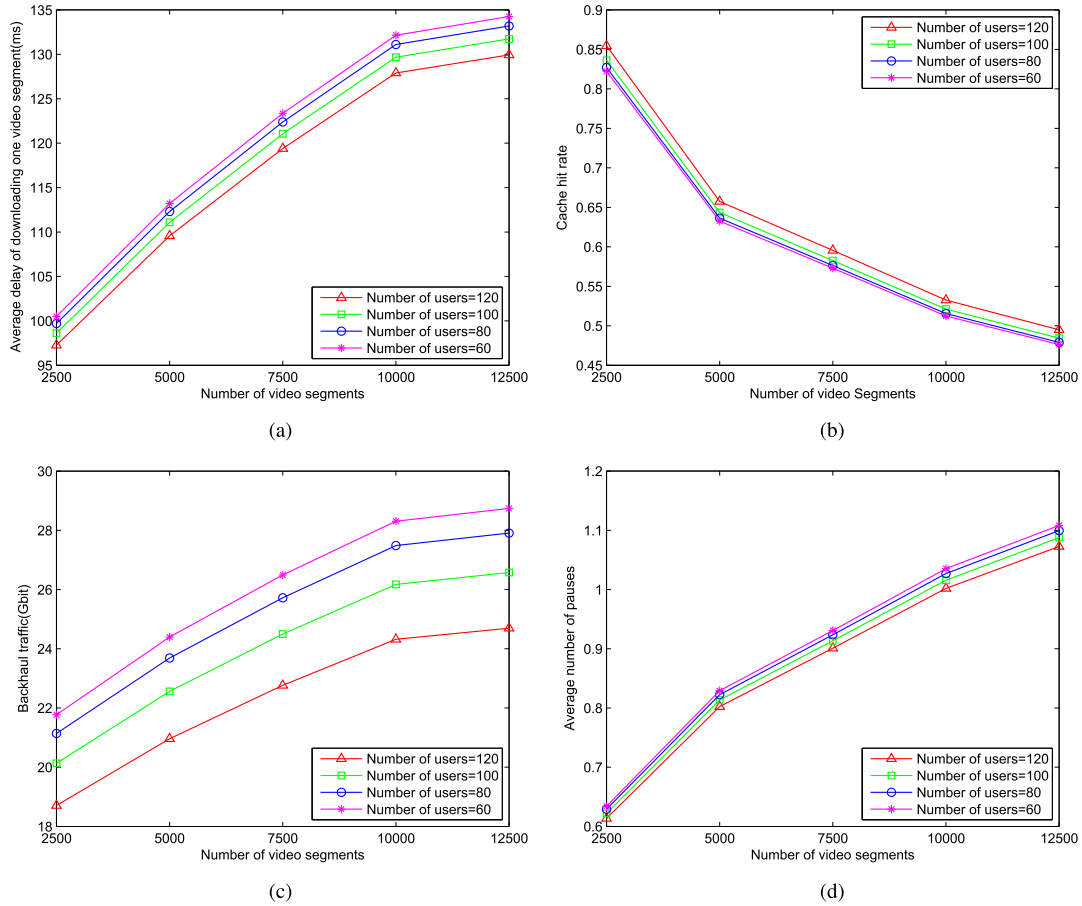 135
130
125
120
115
110
105
100
95
Average delay of downloading one video segment(ms)
Number of users=120
Number of users=100
Number of users=80
Number of users=60
2500 5000 7500 10000 12500
Number of video segments
(a)
0.9
0.85
0.8
0.75
0.7
0.65
0.6
0.55
0.5
0.45
Cache hit rate
Number of users=120
Number of users=100
Number of users=80
Number of users=60
2500 5000 7500 10000 12500
Number of video Segments
(b)
30
28
26
24
22
20
18
Backhaul traffic(Gbit)
Number of users=120
Number of users=100
Number of users=80
Number of users=60
2500 5000 7500 10000 12500
Number of video segments
(c)
1.2
1.1
1
0.9
0.8
0.7
0.6
Average number of pauses
Number of users=120
Number of users=100
Number of users=80
Number of users=60
2500 5000 7500 10000 12500
Number of video segments
(d)